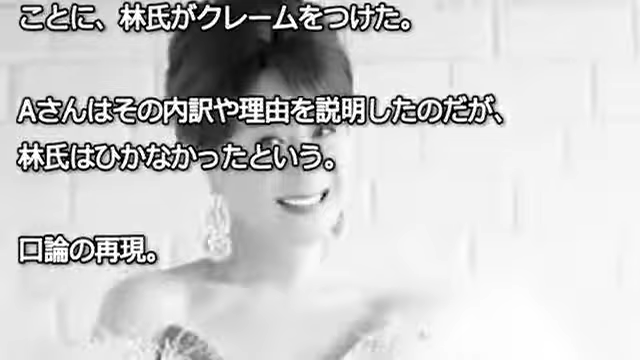 ことに、林氏がクレームをつけた。
Aさんはその内訳や理由を説明したのだが、
林氏はひかなかったという。
口論の再現。